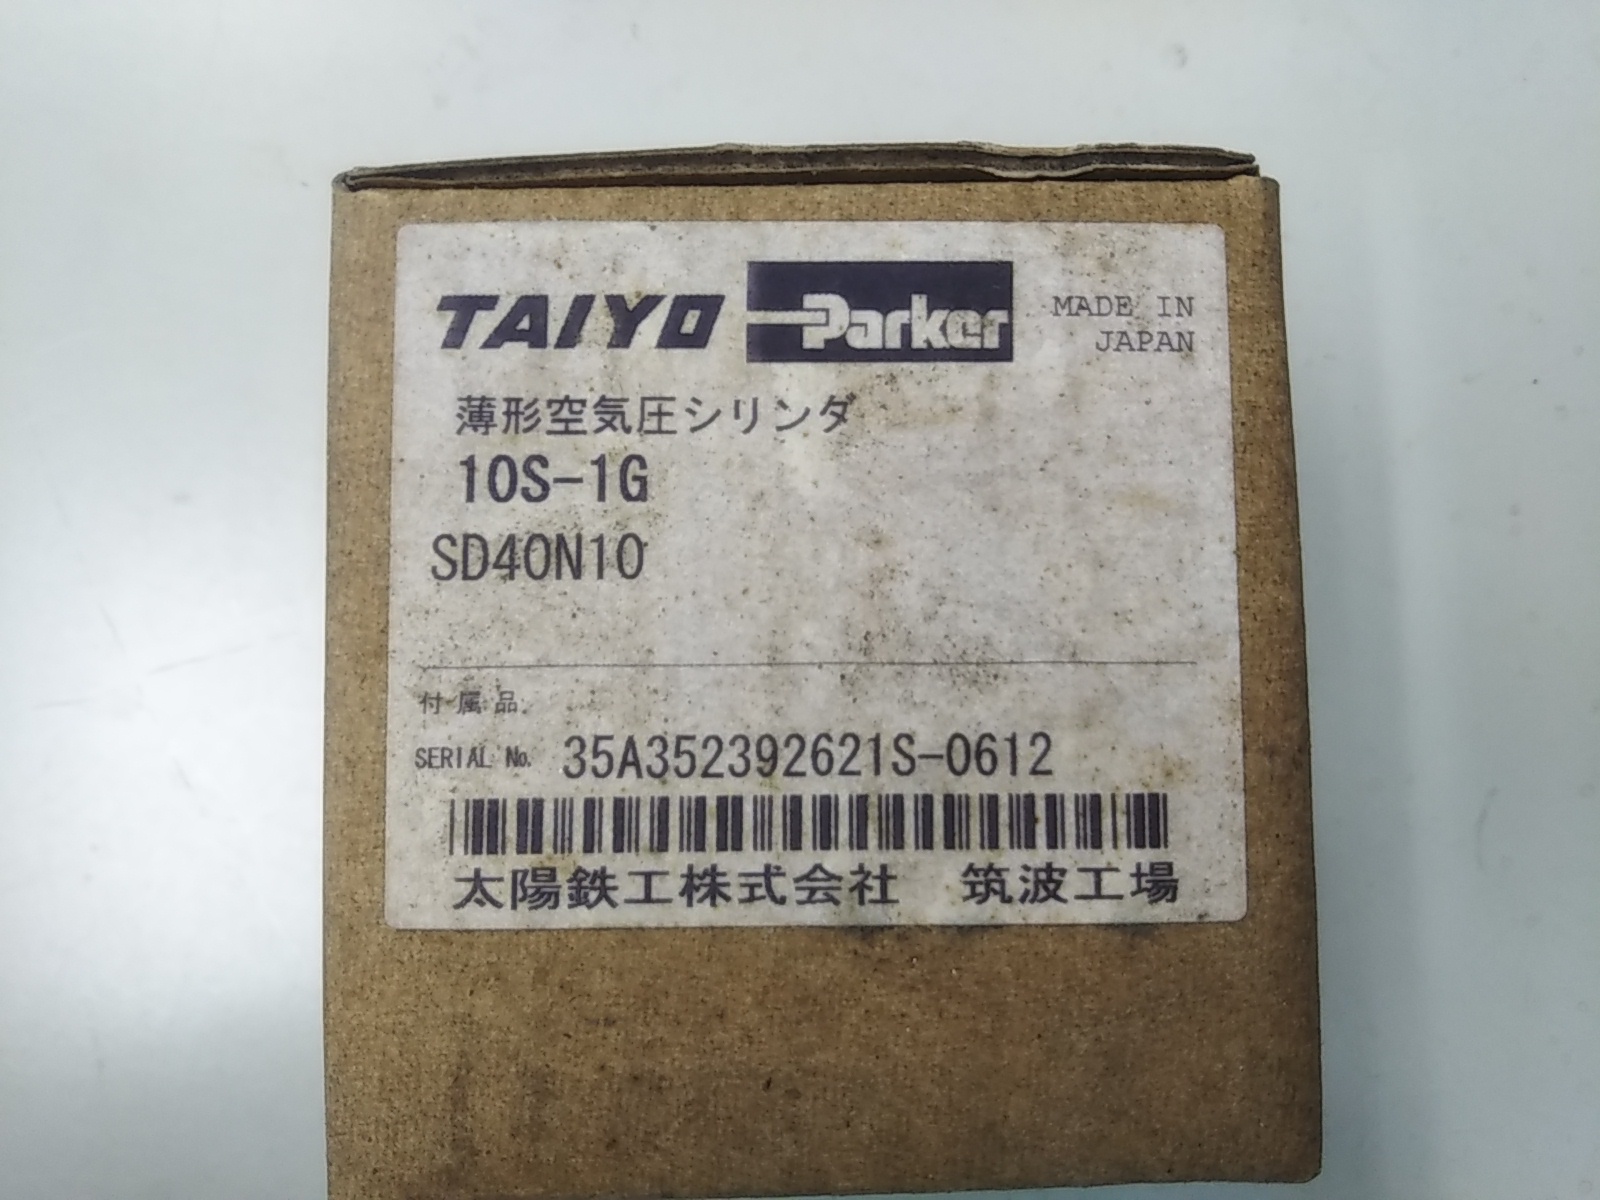 TAIYO Parker MADE IN JAPAN
薄形空気圧シリンダ
10S-1G
SD40N10
付属品:
SERIAL No. 35A352392621S-0612
太陽鉄工株式会社 筑波工場